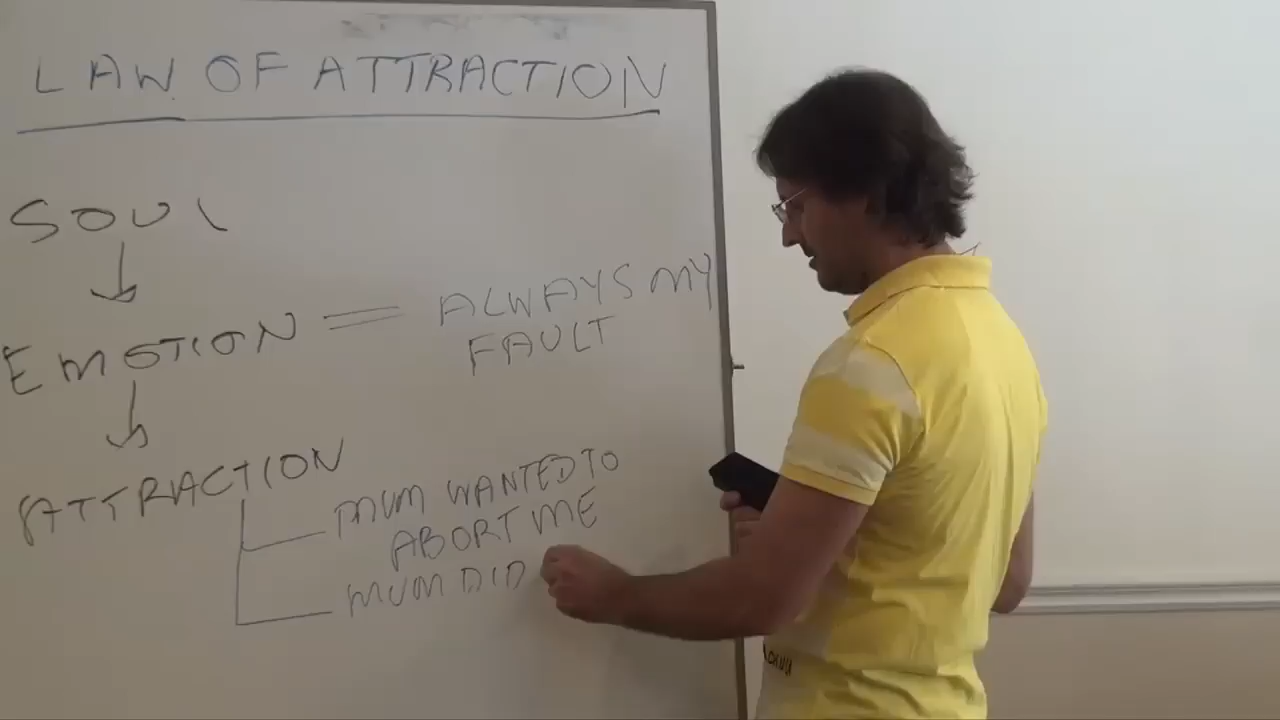 LAW OF ATTRACTION
SOUL
EMOTION = ALWAYS MY
FAULT
ATTRACTION
MUM WANTED TO
ABORT ME
MUM DID